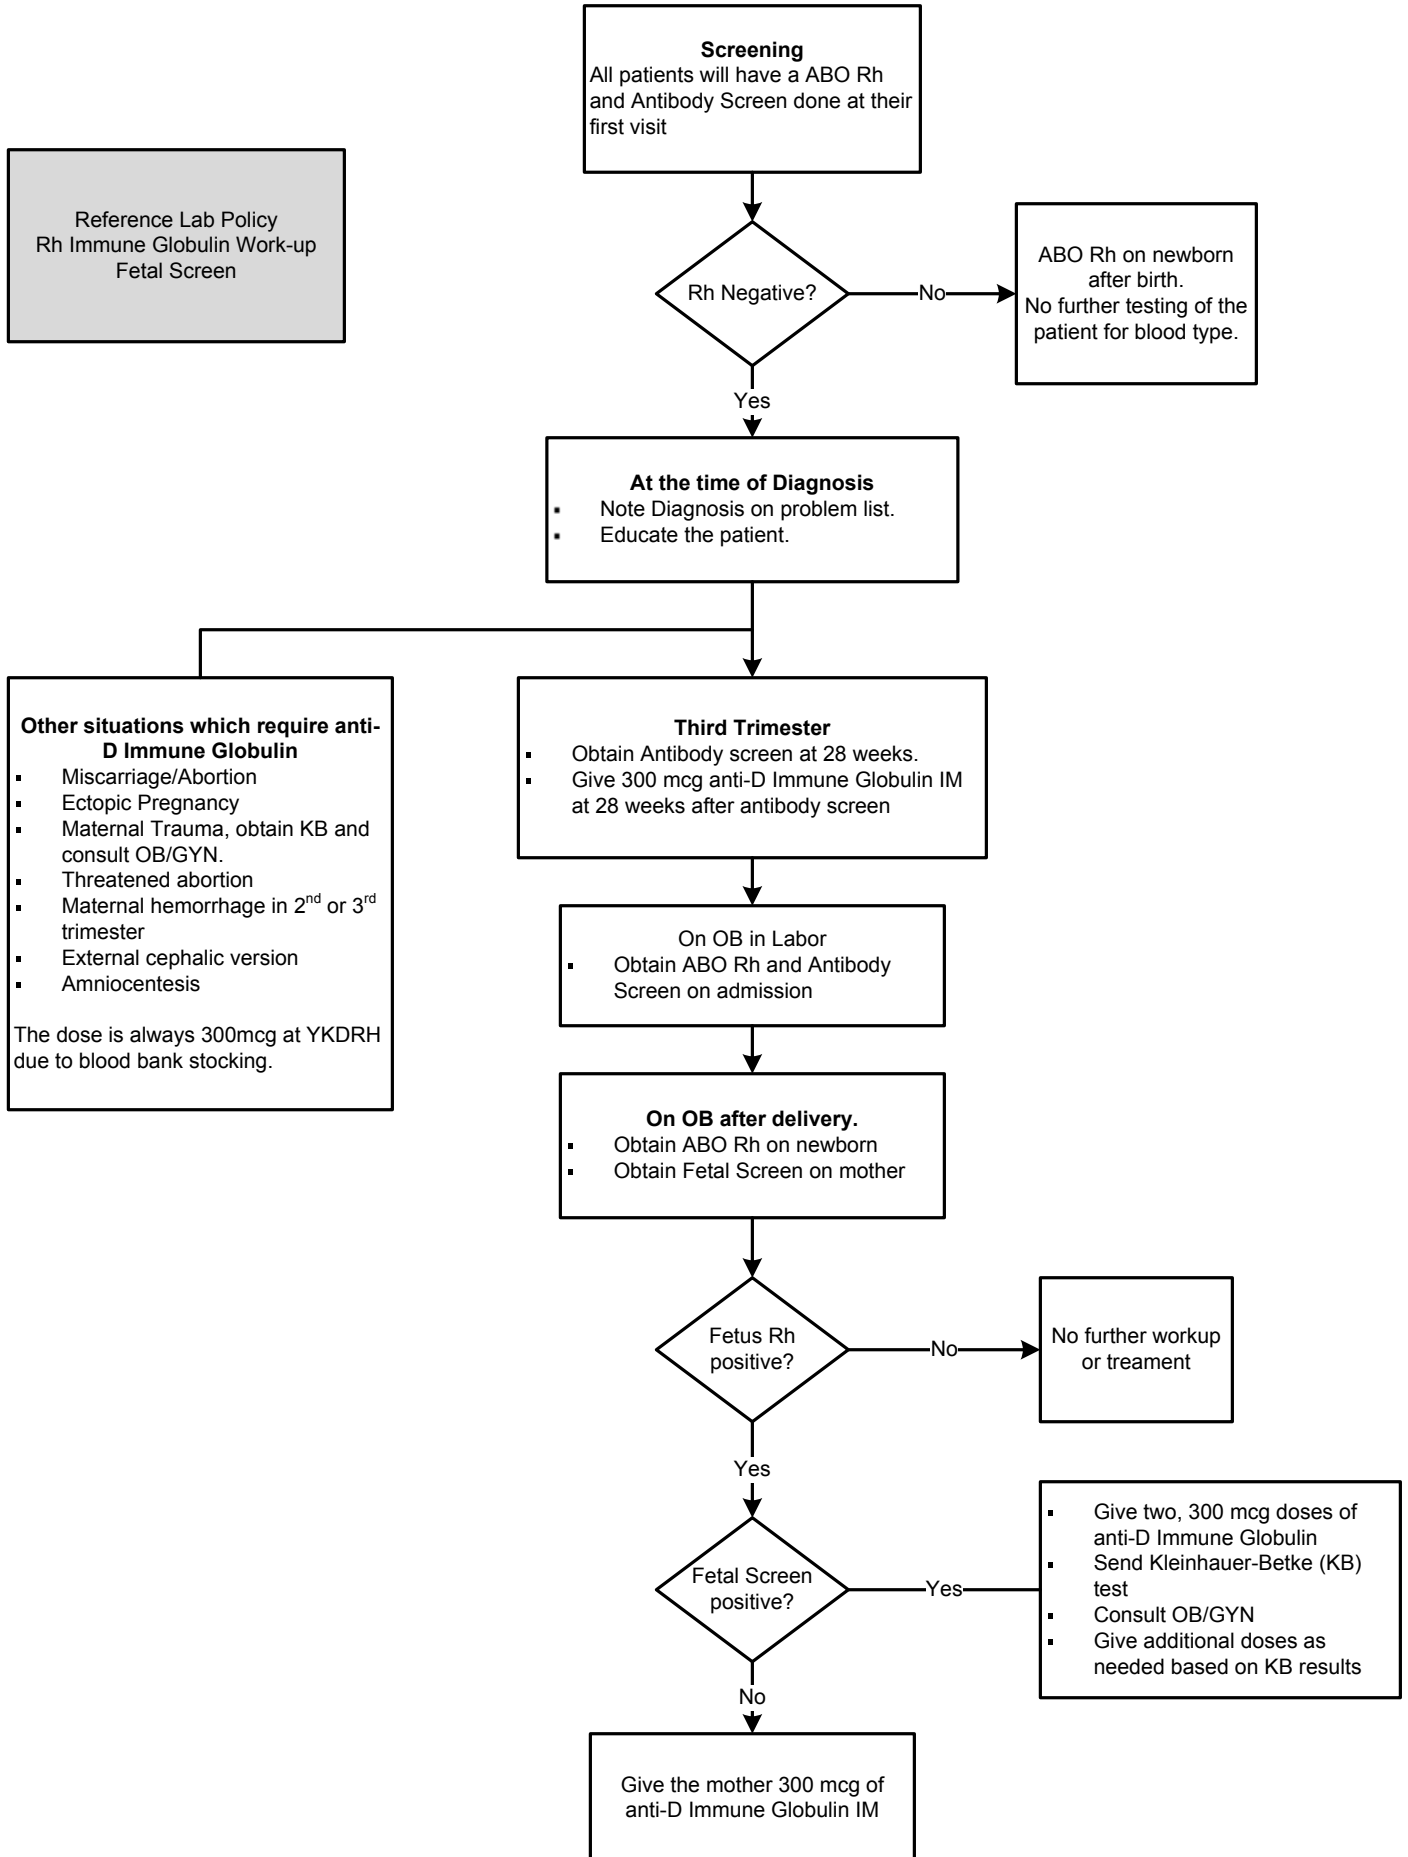 Screening
All patients will have a ABO Rh
and Antibody Screen done at their
first visit
Reference Lab Policy
Rh Immune Globulin Work-up
Fetal Screen
Rh Negative?
No
ABO Rh on newborn
after birth.
No further testing of the
patient for blood type.
Yes
At the time of Diagnosis
▪ Note Diagnosis on problem list.
▪ Educate the patient.
Other situations which require anti-
D Immune Globulin
▪ Miscarriage/Abortion
▪ Ectopic Pregnancy
▪ Maternal Trauma, obtain KB and
consult OB/GYN.
▪ Threatened abortion
▪ Maternal hemorrhage in 2nd or 3rd
trimester
▪ External cephalic version
▪ Amniocentesis
The dose is always 300mcg at YKDRH
due to blood bank stocking.
Third Trimester
▪ Obtain Antibody screen at 28 weeks.
▪ Give 300 mcg anti-D Immune Globulin IM
at 28 weeks after antibody screen
On OB in Labor
▪ Obtain ABO Rh and Antibody
Screen on admission
On OB after delivery.
▪ Obtain ABO Rh on newborn
▪ Obtain Fetal Screen on mother
Fetus Rh
positive?
No
No further workup
or treament
Yes
Fetal Screen
positive?
Yes
▪ Give two, 300 mcg doses of
anti-D Immune Globulin
▪ Send Kleinhauer-Betke (KB)
test
▪ Consult OB/GYN
▪ Give additional doses as
needed based on KB results
No
Give the mother 300 mcg of
anti-D Immune Globulin IM